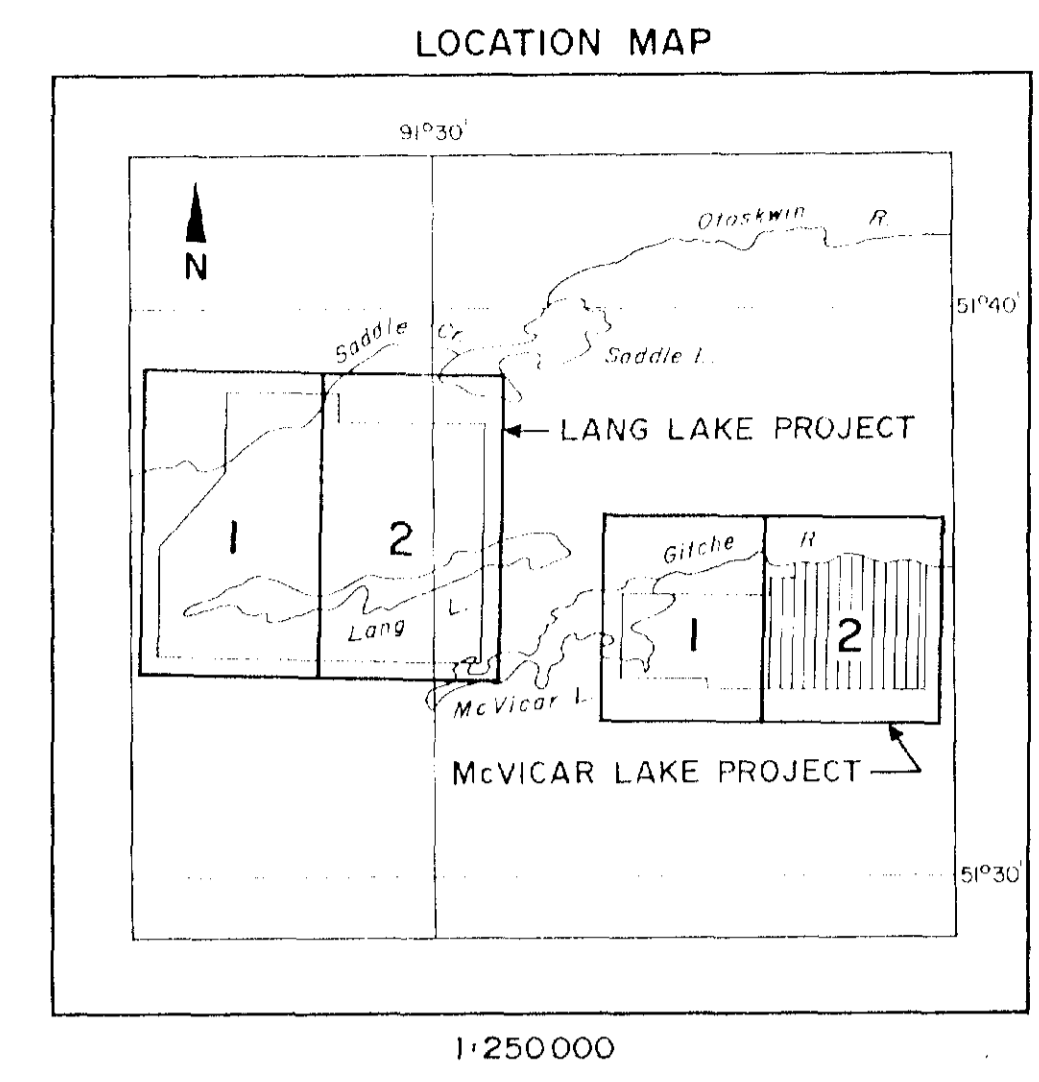 LOCATION MAP
91°30'
Otoskwin R.
N
51°40'
Saddle Cr.
Saddle L.
LANG LAKE PROJECT
1 2
Gitche R
Lang L.
1 2
McVicar L.
McVICAR LAKE PROJECT
51°30'
1:250000